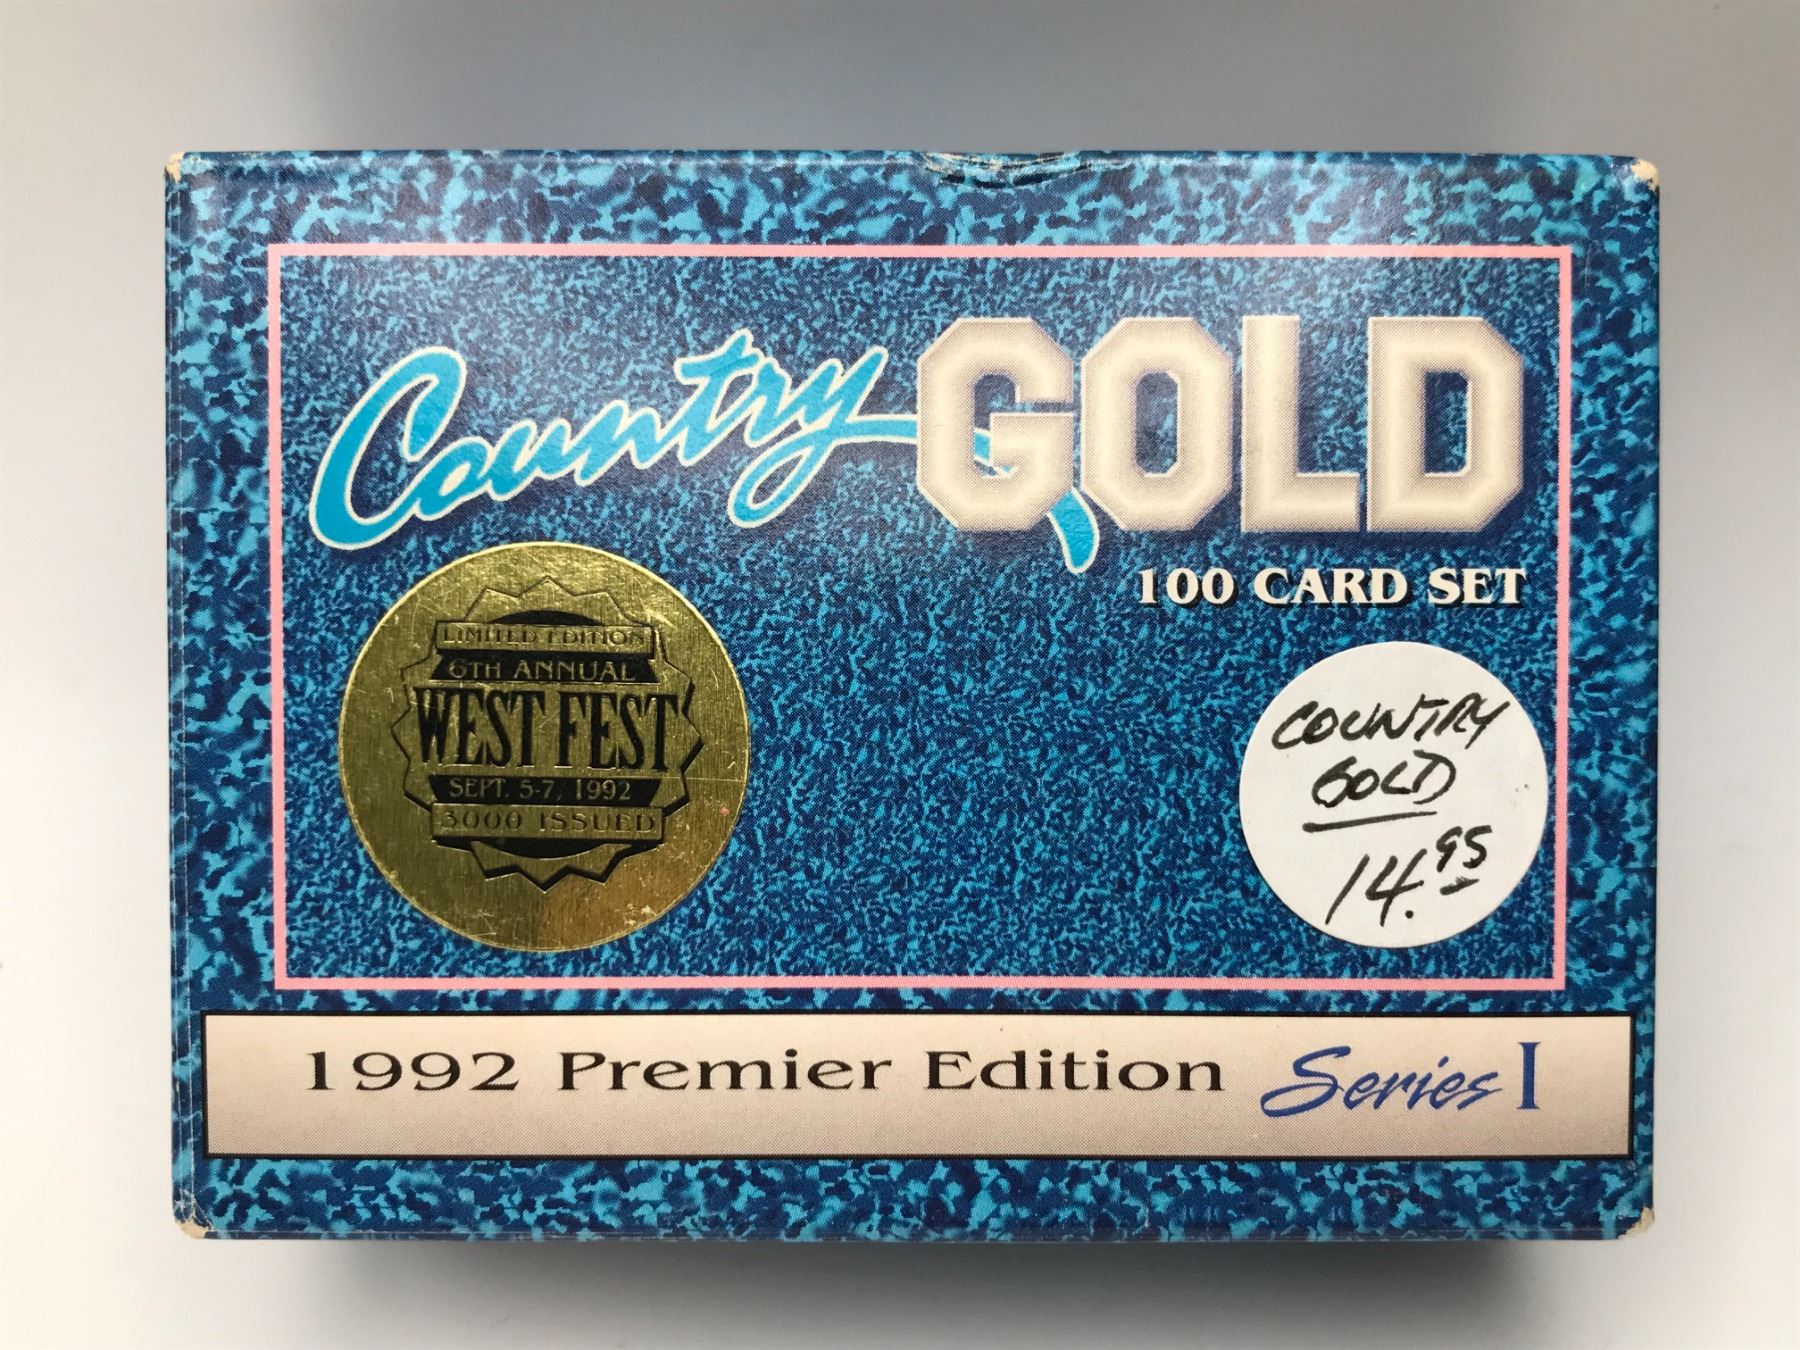 Country GOLD
100 CARD SET
LIMITED EDITION
6TH ANNUAL
WEST FEST
SEPT. 5-7, 1992
3000 ISSUED
COUNTRY
GOLD
14.95
1992 Premier Edition Series I